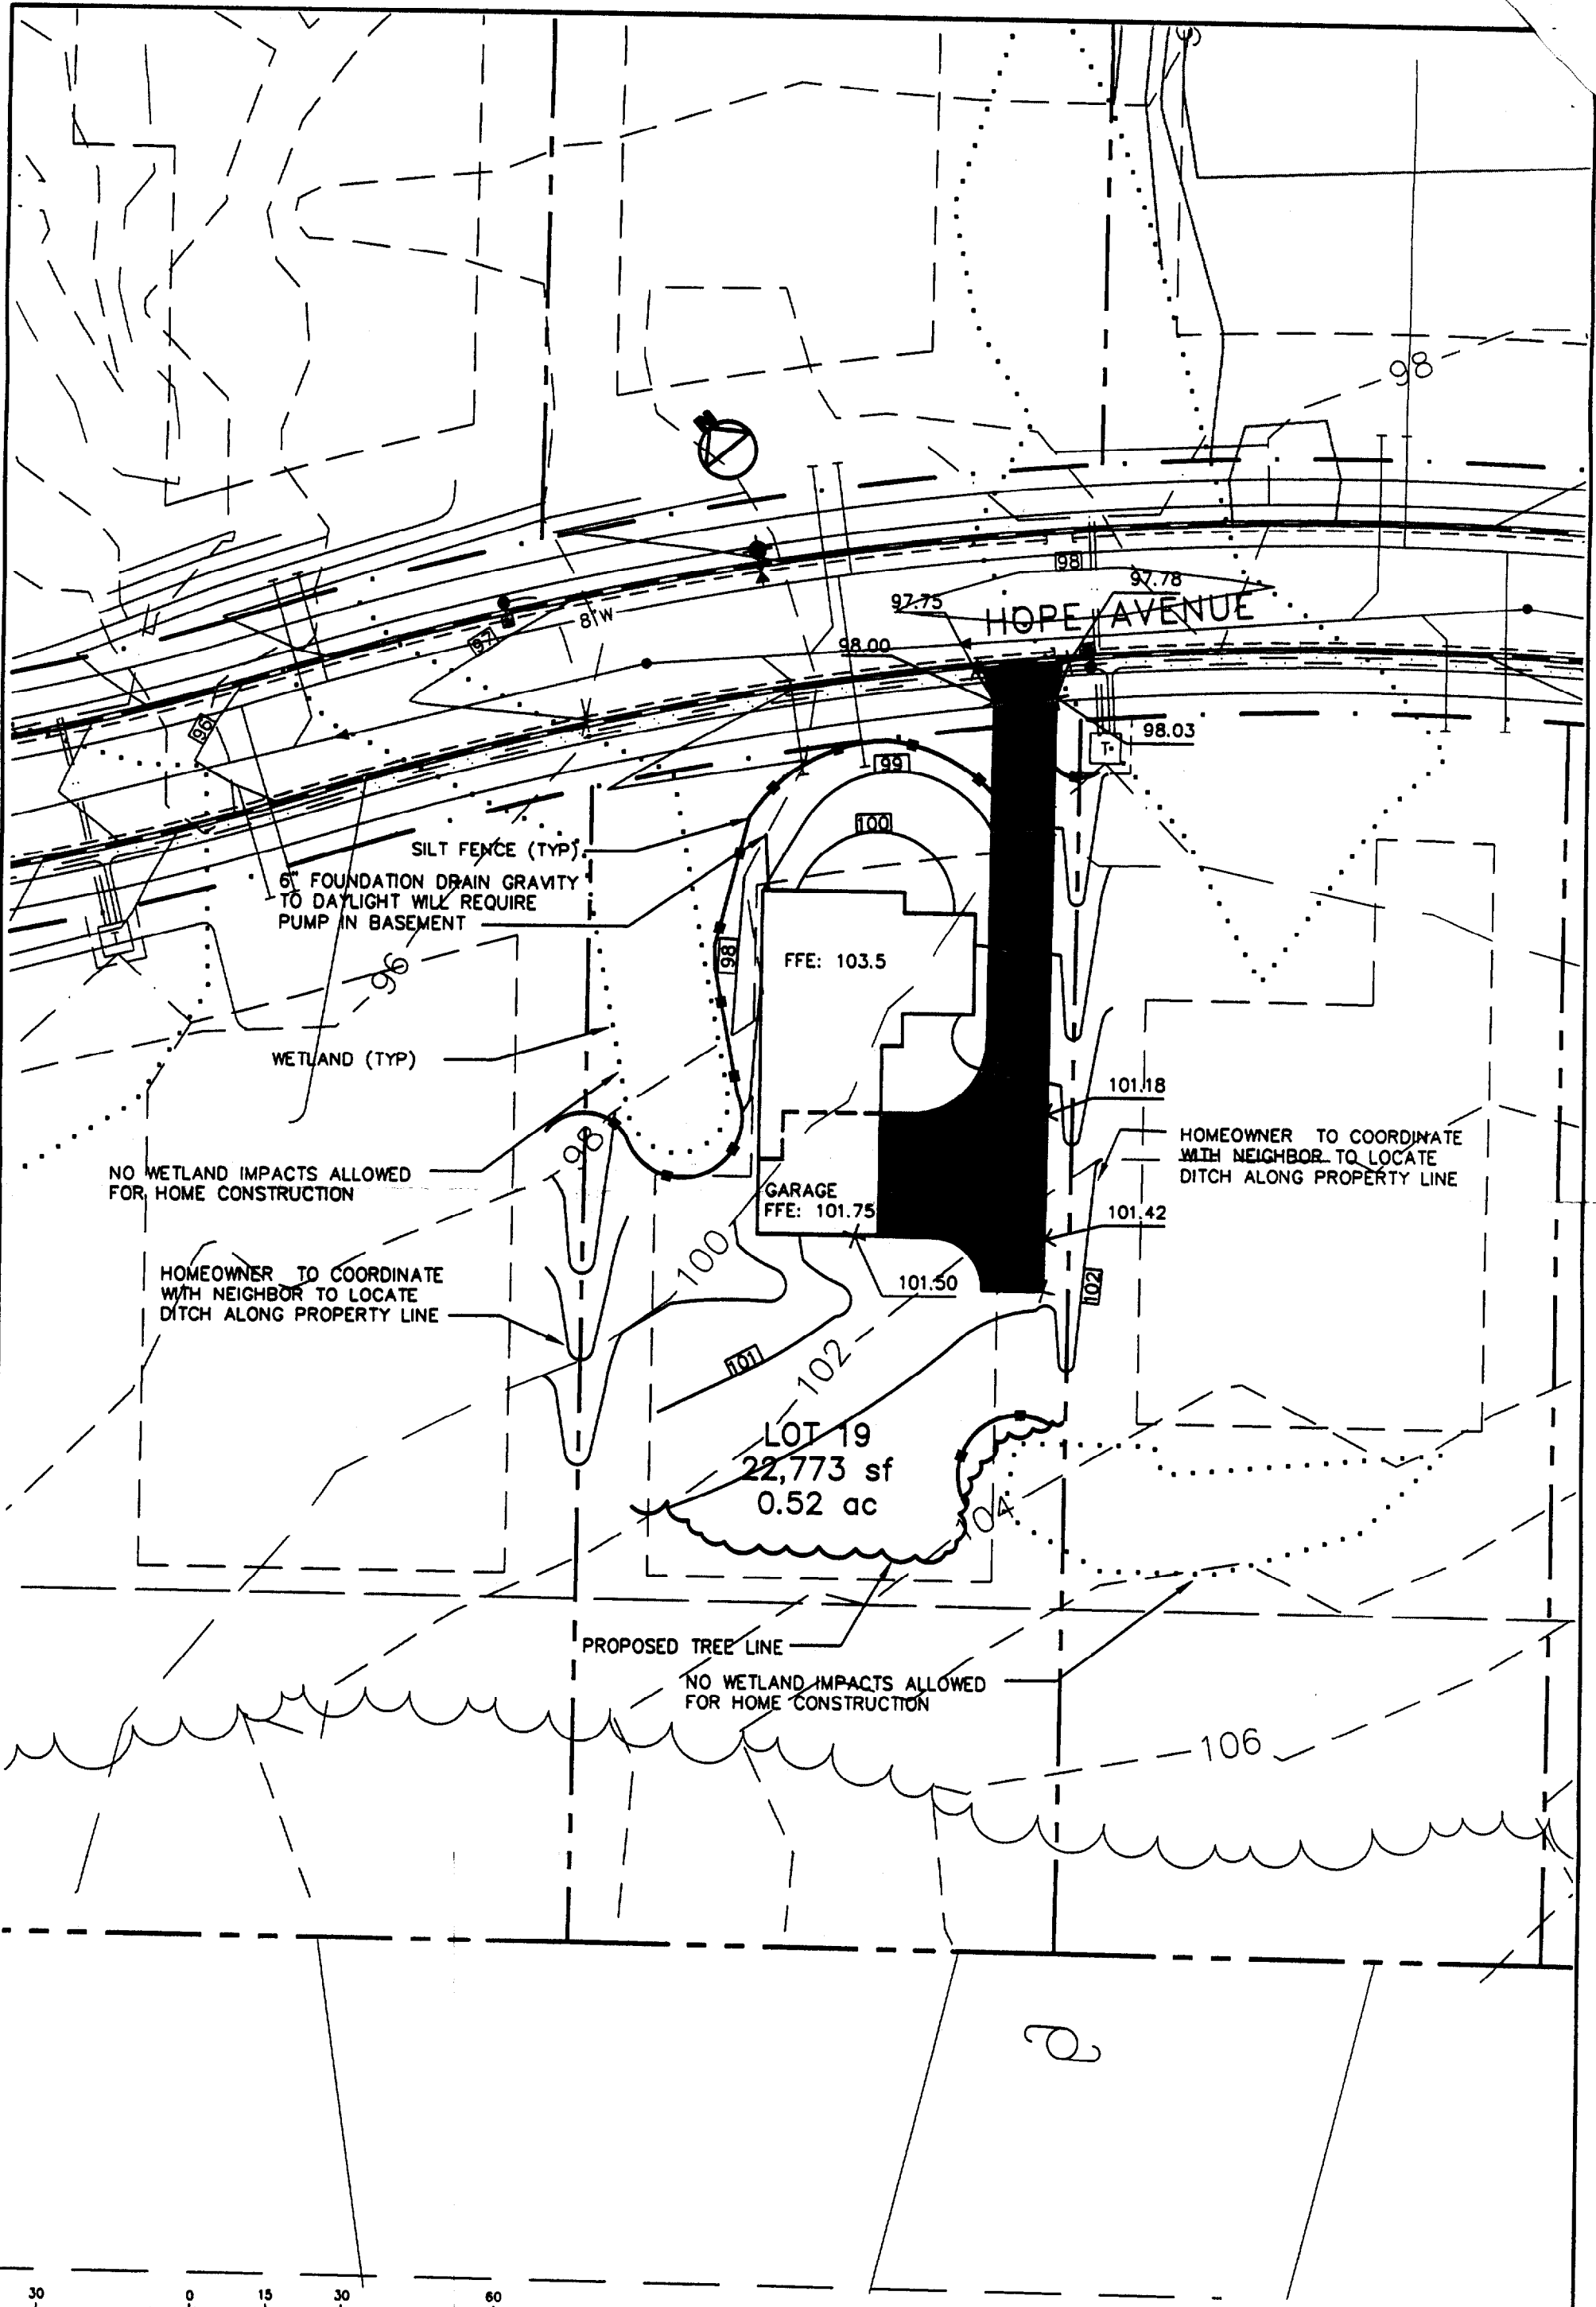 98
98
97.78
97.75
HOPE AVENUE
8"W
97
98.00
96
98.03
T
99
100
SILT FENCE (TYP)
6" FOUNDATION DRAIN GRAVITY
TO DAYLIGHT WILL REQUIRE
PUMP IN BASEMENT
98
FFE: 103.5
96
WETLAND (TYP)
101.18
98
HOMEOWNER TO COORDINATE
WITH NEIGHBOR TO LOCATE
DITCH ALONG PROPERTY LINE
NO WETLAND IMPACTS ALLOWED
FOR HOME CONSTRUCTION
GARAGE
FFE: 101.75
101.42
100
HOMEOWNER TO COORDINATE
WITH NEIGHBOR TO LOCATE
DITCH ALONG PROPERTY LINE
101.50
102
101
102
LOT 19
22,773 sf
0.52 ac
104
PROPOSED TREE LINE
NO WETLAND IMPACTS ALLOWED
FOR HOME CONSTRUCTION
106
30 0 15 30 60